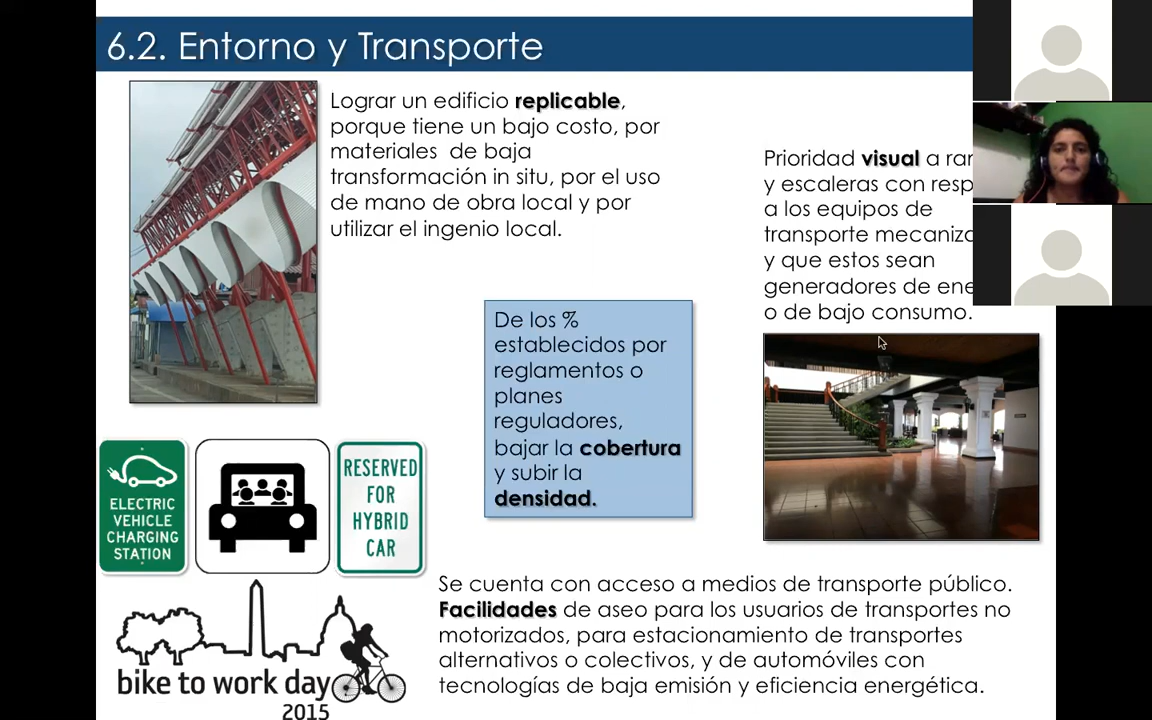 6.2. Entorno y Transporte
Lograr un edificio replicable,
porque tiene un bajo costo, por
materiales de baja
transformación in situ, por el uso
de mano de obra local y por
utilizar el ingenio local.
Prioridad visual a
y escaleras con
a los equipos de
transporte
y que estos sean
generadores de
o de bajo consumo.
De los %
establecidos por
reglamentos o
planes
reguladores,
bajar la cobertura
y subir la
densidad.
ELECTRIC
VEHICLE
CHARGING
STATION
RESERVED
FOR
HYBRID
CAR
bike to work day
2015
Se cuenta con acceso a medios de transporte público.
Facilidades de aseo para los usuarios de transportes no
motorizados, para estacionamiento de transportes
alternativos o colectivos, y de automóviles con
tecnologías de baja emisión y eficiencia energética.